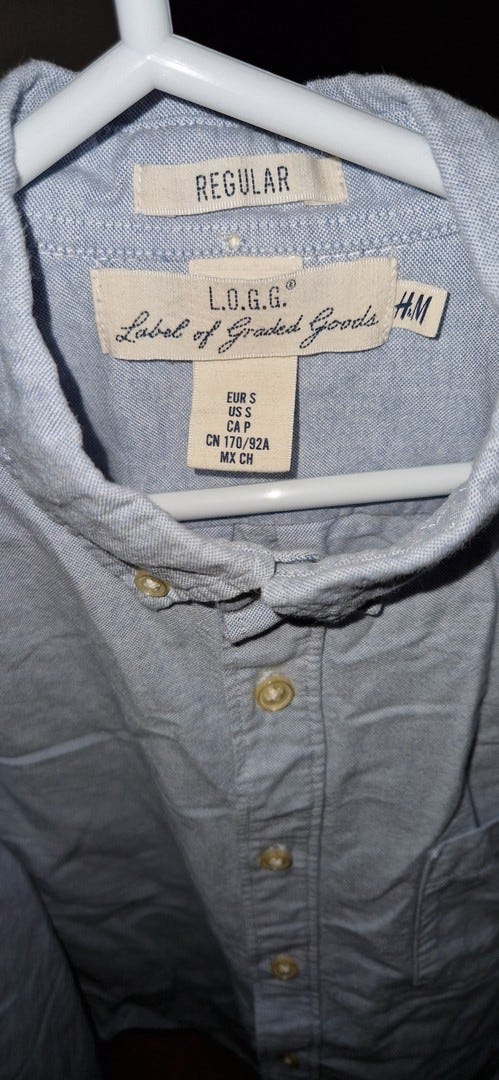 REGULAR
L.O.G.G.®
Label of Graded Goods
H&M
EUR S
US S
CA P
CN 170/92A
MX CH